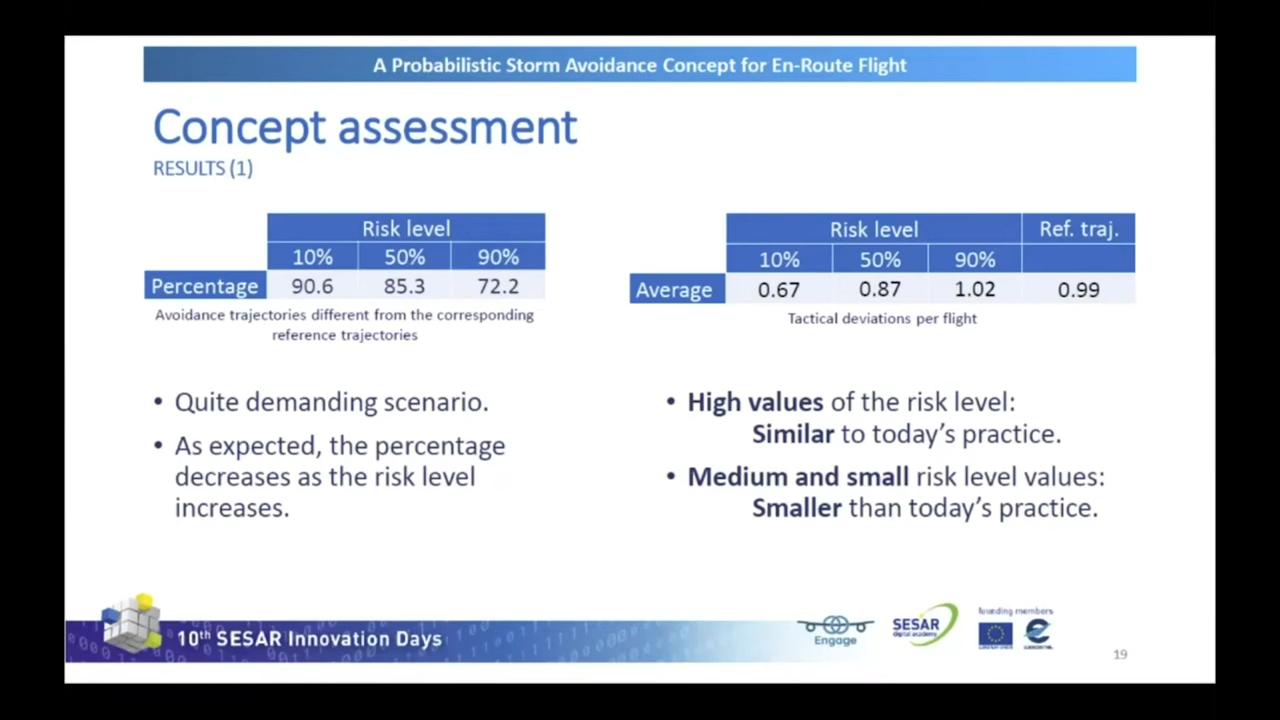 A Probabilistic Storm Avoidance Concept for En-Route Flight
Concept assessment
RESULTS (1)
Risk level
10% 50% 90%
Percentage 90.6 85.3 72.2
Avoidance trajectories different from the corresponding
reference trajectories
Risk level Ref. traj.
10% 50% 90%
Average 0.67 0.87 1.02 0.99
Tactical deviations per flight
• Quite demanding scenario.
• As expected, the percentage
decreases as the risk level
increases.
• High values of the risk level:
Similar to today's practice.
• Medium and small risk level values:
Smaller than today's practice.
10th SESAR Innovation Days
Engage
SESAR
digital academy
founding members
19